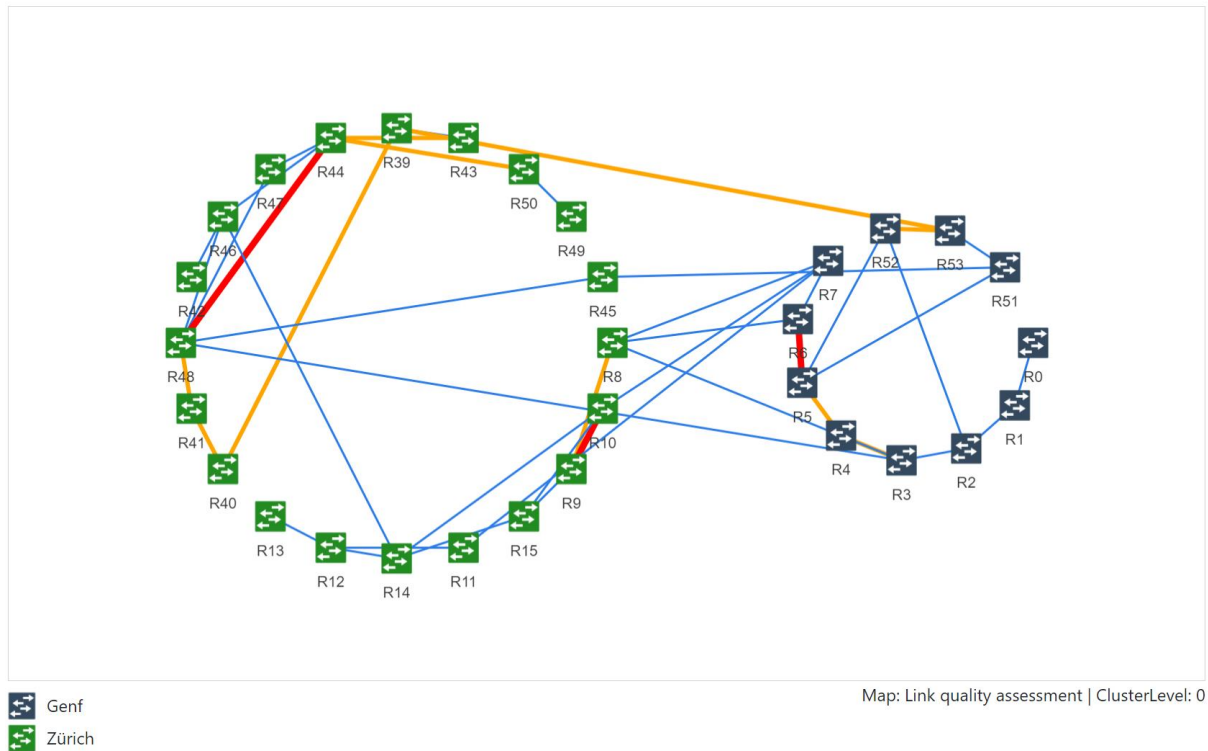 R39
R44
R43
R47
R50
R46
R49
R52
R53
R42
R7
R51
R45
R6
R48
R8
R0
R5
R41
R10
R1
R4
R9
R3
R2
R40
R13
R15
R12
R14
R11
Map: Link quality assessment | ClusterLevel: 0
Genf
Zürich